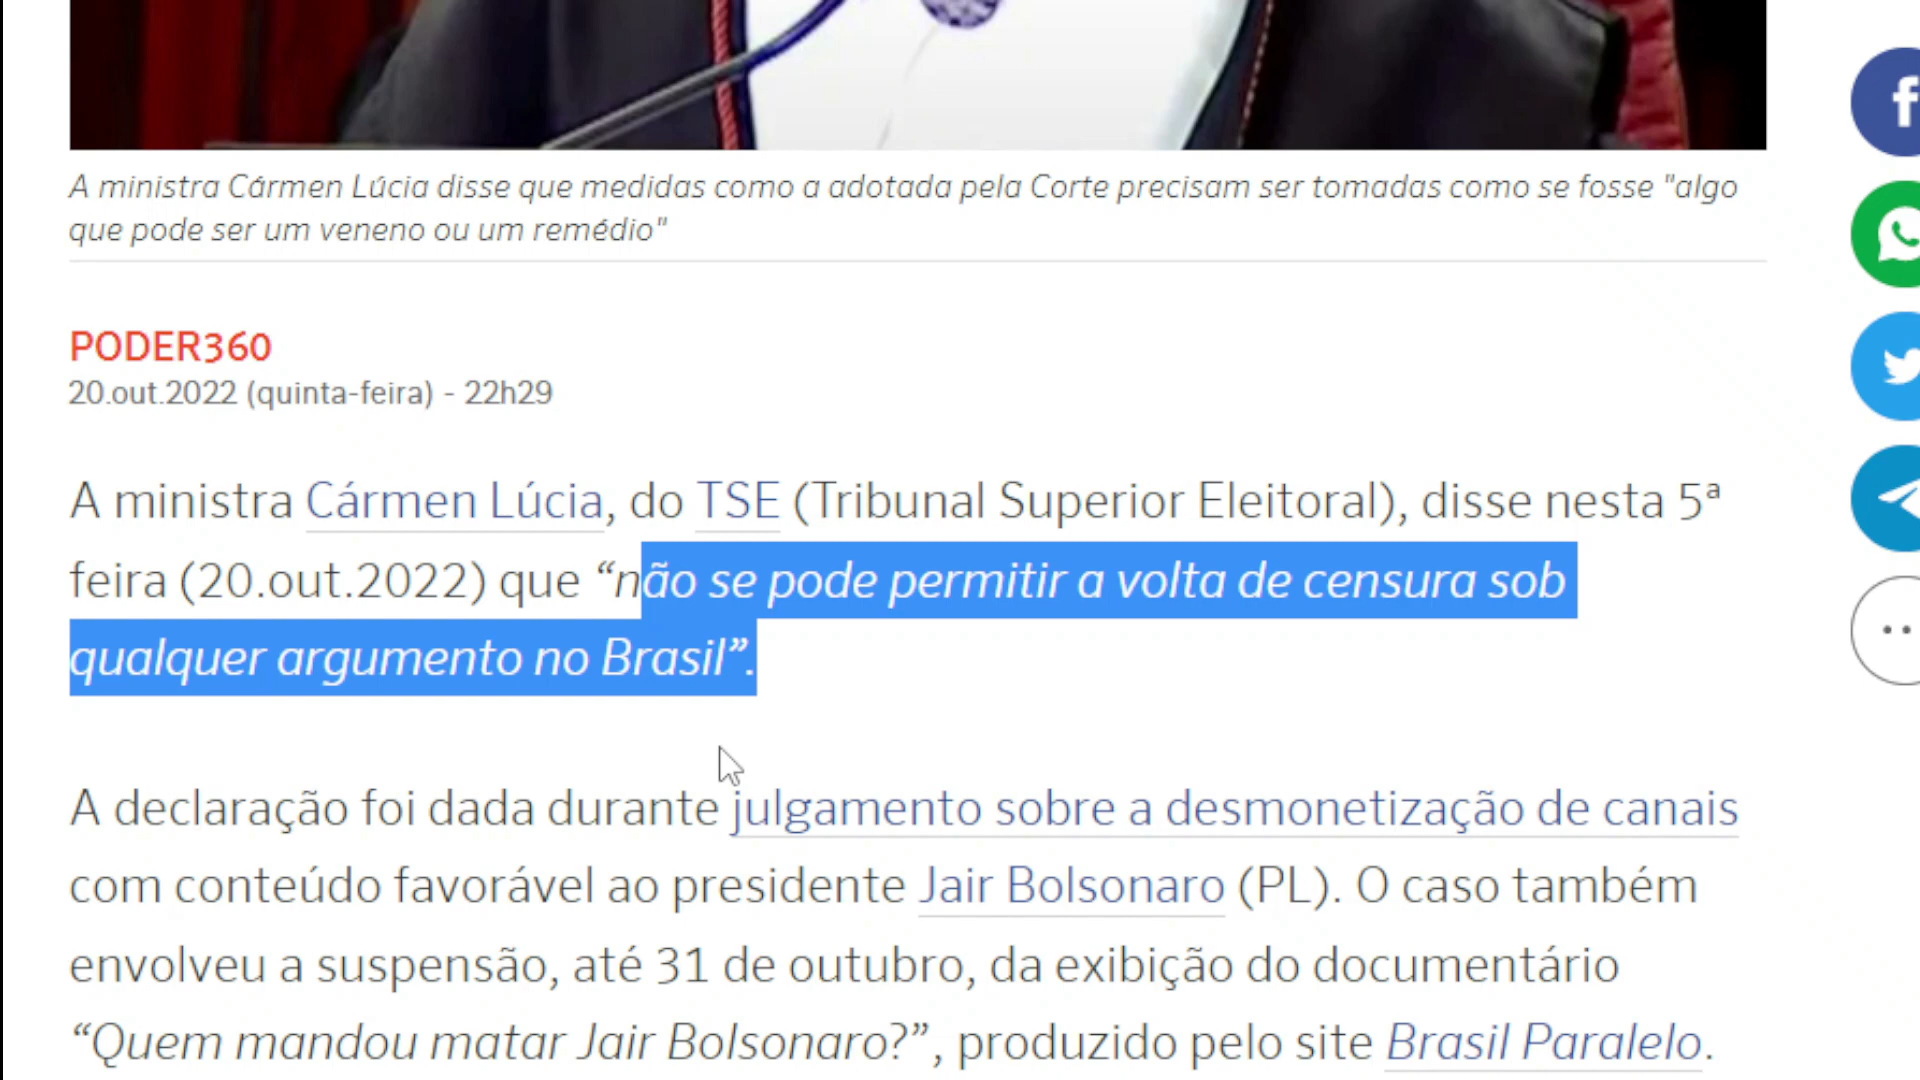 A ministra Cármen Lúcia disse que medidas como a adotada pela Corte precisam ser tomadas como se fosse "algo
que pode ser um veneno ou um remédio"
PODER360
20.out.2022 (quinta-feira) - 22h29
A ministra Cármen Lúcia, do TSE (Tribunal Superior Eleitoral), disse nesta 5ª
feira (20.out.2022) que “não se pode permitir a volta de censura sob
qualquer argumento no Brasil”.
A declaração foi dada durante julgamento sobre a desmonetização de canais
com conteúdo favorável ao presidente Jair Bolsonaro (PL). O caso também
envolveu a suspensão, até 31 de outubro, da exibição do documentário
“Quem mandou matar Jair Bolsonaro?”, produzido pelo site Brasil Paralelo.